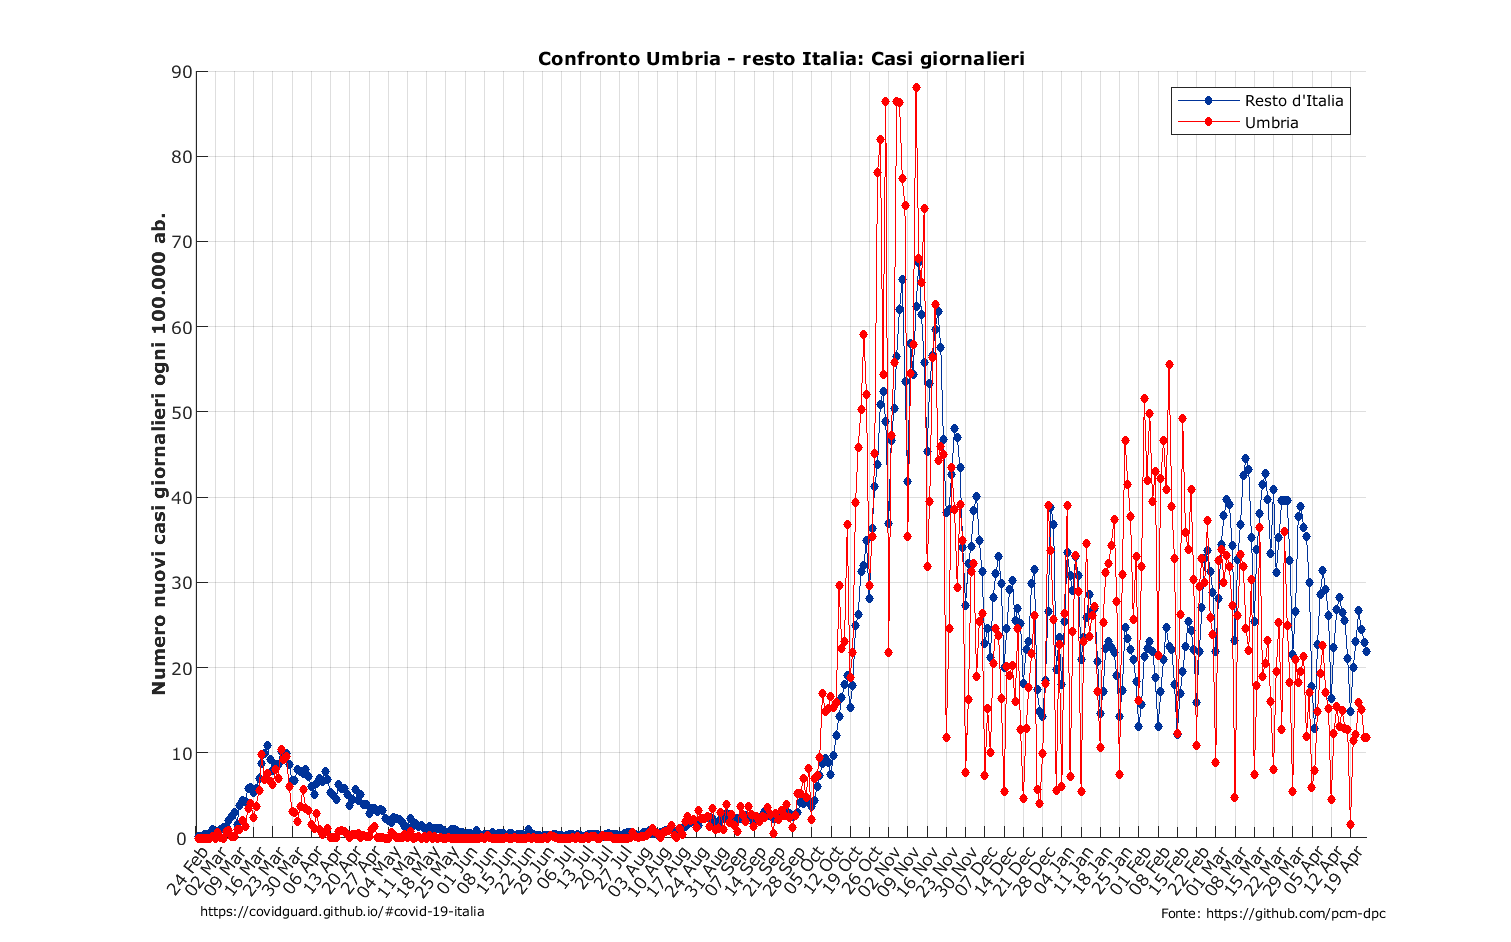 Confronto Umbria - resto Italia: Casi giornalieri
Numero nuovi casi giornalieri ogni 100.000 ab.
90
80
70
60
50
40
30
20
10
0
Resto d'Italia
Umbria
24 Feb
02 Mar
09 Mar
16 Mar
23 Mar
30 Mar
06 Apr
13 Apr
20 Apr
27 Apr
04 May
11 May
18 May
25 May
01 Jun
08 Jun
15 Jun
22 Jun
29 Jun
06 Jul
13 Jul
20 Jul
27 Jul
03 Aug
10 Aug
17 Aug
24 Aug
31 Aug
07 Sep
14 Sep
21 Sep
28 Sep
05 Oct
12 Oct
19 Oct
26 Oct
02 Nov
09 Nov
16 Nov
23 Nov
30 Nov
07 Dec
14 Dec
21 Dec
28 Dec
04 Jan
11 Jan
18 Jan
25 Jan
01 Feb
08 Feb
15 Feb
22 Feb
01 Mar
08 Mar
15 Mar
22 Mar
29 Mar
05 Apr
12 Apr
19 Apr
https://covidguard.github.io/#covid-19-italia
Fonte: https://github.com/pcm-dpc